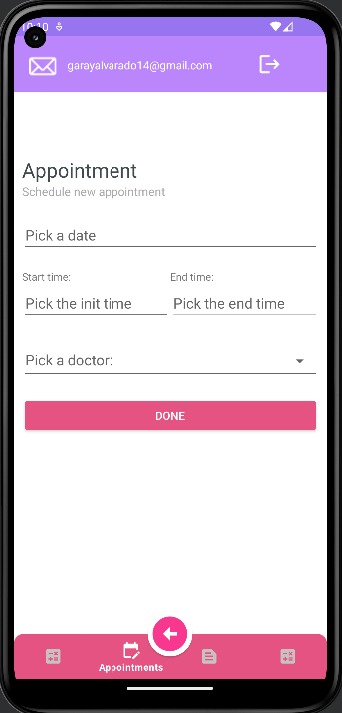 10:10
garayalvarado14@gmail.com
Appointment
Schedule new appointment
Pick a date
Start time: End time:
Pick the init time Pick the end time
Pick a doctor:
DONE
Appointments